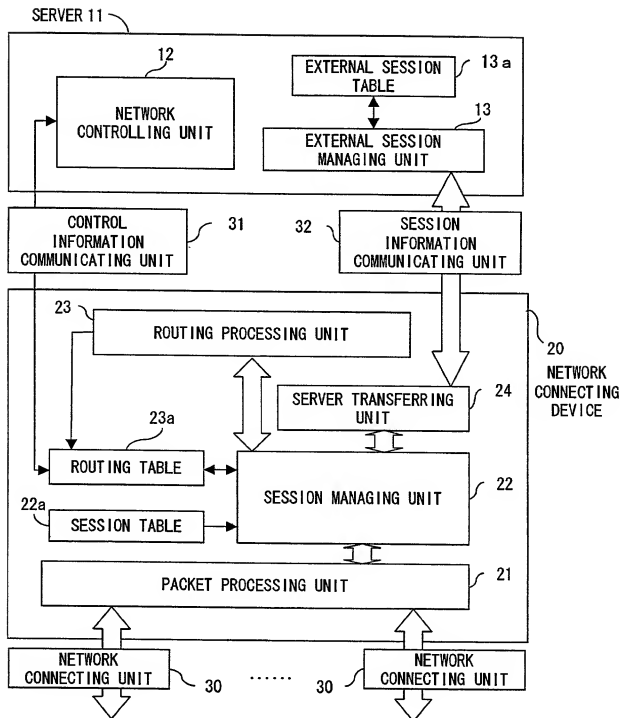 SERVER 11
12
NETWORK
CONTROLLING UNIT
EXTERNAL SESSION
TABLE
13a
13
EXTERNAL SESSION
MANAGING UNIT
CONTROL
INFORMATION
COMMUNICATING UNIT
31
32
SESSION
INFORMATION
COMMUNICATING UNIT
23
ROUTING PROCESSING UNIT
20
NETWORK
CONNECTING
DEVICE
SERVER TRANSFERRING
UNIT
24
23a
ROUTING TABLE
22a
SESSION TABLE
SESSION MANAGING UNIT
22
PACKET PROCESSING UNIT
21
NETWORK
CONNECTING UNIT
30
......
30
NETWORK
CONNECTING UNIT